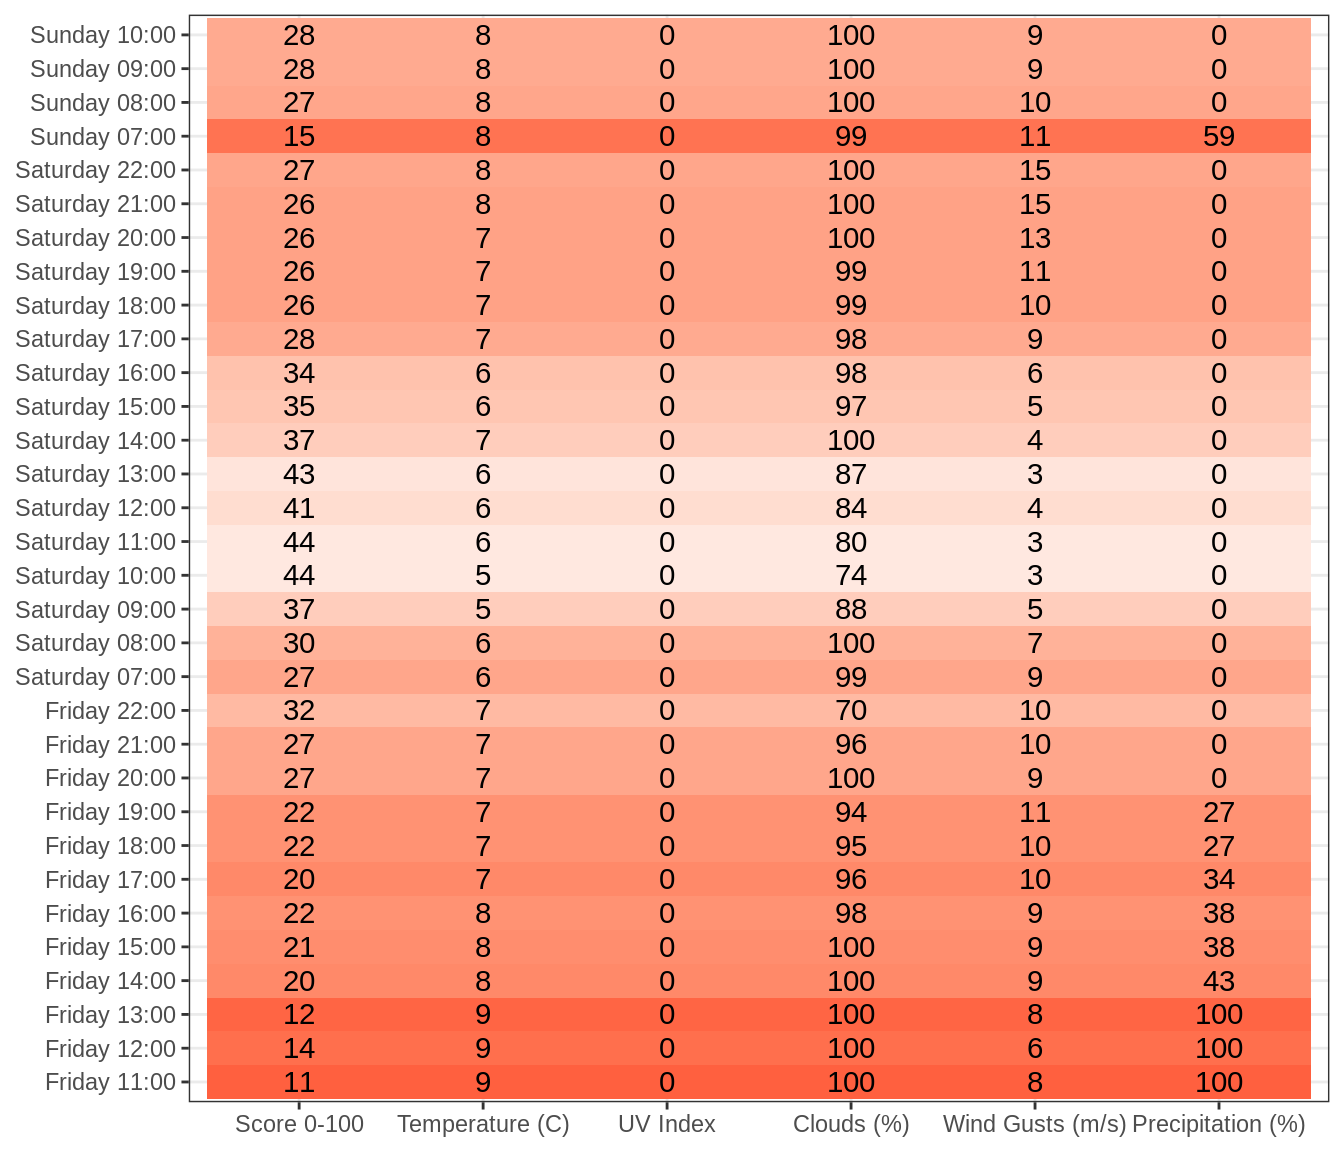 Sunday 10:00 28 8 0 100 9 0
Sunday 09:00 28 8 0 100 9 0
Sunday 08:00 27 8 0 100 10 0
Sunday 07:00 15 8 0 99 11 59
Saturday 22:00 27 8 0 100 15 0
Saturday 21:00 26 8 0 100 15 0
Saturday 20:00 26 7 0 100 13 0
Saturday 19:00 26 7 0 99 11 0
Saturday 18:00 26 7 0 99 10 0
Saturday 17:00 28 7 0 98 9 0
Saturday 16:00 34 6 0 98 6 0
Saturday 15:00 35 6 0 97 5 0
Saturday 14:00 37 7 0 100 4 0
Saturday 13:00 43 6 0 87 3 0
Saturday 12:00 41 6 0 84 4 0
Saturday 11:00 44 6 0 80 3 0
Saturday 10:00 44 5 0 74 3 0
Saturday 09:00 37 5 0 88 5 0
Saturday 08:00 30 6 0 100 7 0
Saturday 07:00 27 6 0 99 9 0
Friday 22:00 32 7 0 70 10 0
Friday 21:00 27 7 0 96 10 0
Friday 20:00 27 7 0 100 9 0
Friday 19:00 22 7 0 94 11 27
Friday 18:00 22 7 0 95 10 27
Friday 17:00 20 7 0 96 10 34
Friday 16:00 22 8 0 98 9 38
Friday 15:00 21 8 0 100 9 38
Friday 14:00 20 8 0 100 9 43
Friday 13:00 12 9 0 100 8 100
Friday 12:00 14 9 0 100 6 100
Friday 11:00 11 9 0 100 8 100
Score 0-100 Temperature (C) UV Index Clouds (%) Wind Gusts (m/s) Precipitation (%)